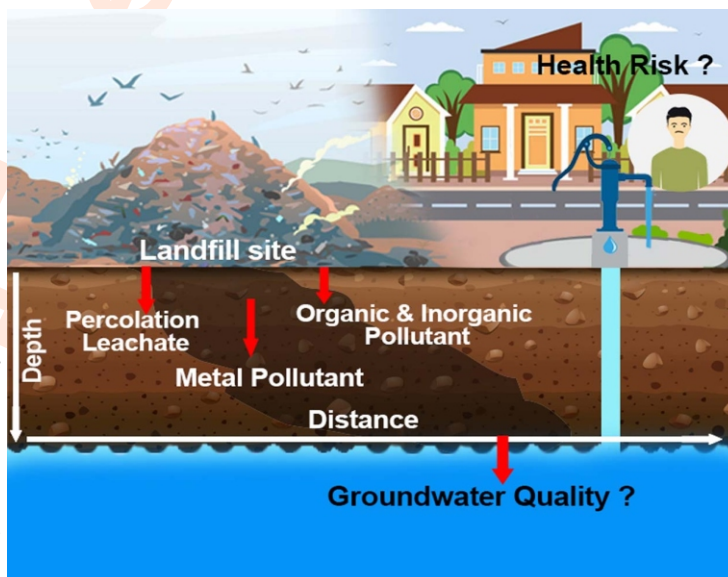 Health Risk ?
Landfill site
Percolation
Leachate
Organic & Inorganic
Pollutant
Metal Pollutant
Depth
Distance
Groundwater Quality ?